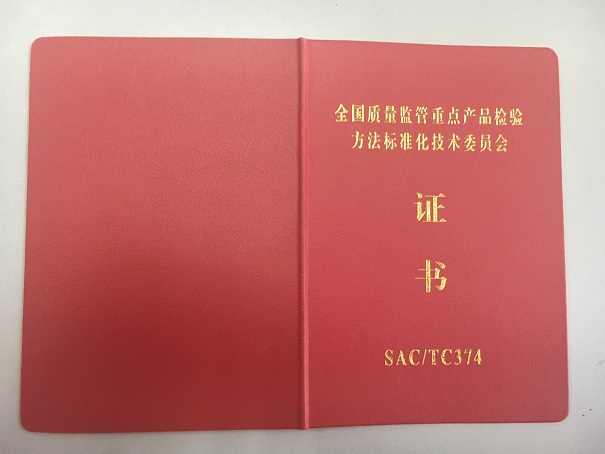 全国质量监管重点产品检验
方法标准化技术委员会
证
书
SAC/TC374